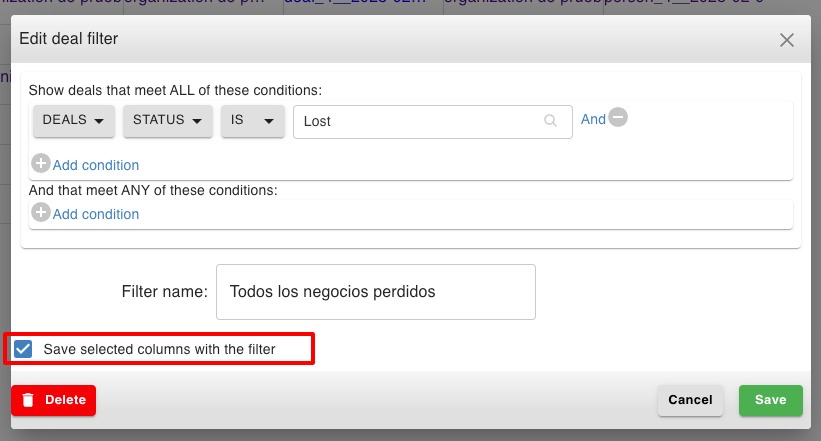 Edit deal filter
Show deals that meet ALL of these conditions:
DEALS STATUS IS Lost And
Add condition
And that meet ANY of these conditions:
Add condition
Filter name: Todos los negocios perdidos
Save selected columns with the filter
Delete Cancel Save